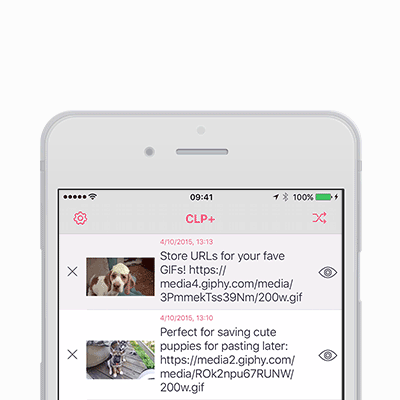 09:41
100%
CLP+
4/10/2015, 13:13
Store URLs for your fave
GIFs! https://
media4.giphy.com/media/
3PmmekTss39Nm/200w.gif
4/10/2015, 13:10
Perfect for saving cute
puppies for pasting later:
https://media2.giphy.com/
media/ROk2npu67RUNW/
200w.gif